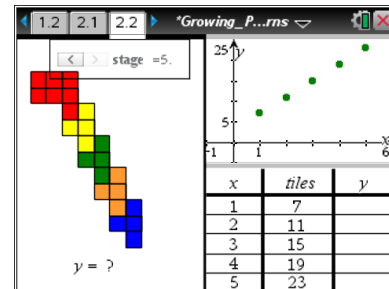 1.2 2.1 2.2 *Growing_P...rns
stage =5.
y = ?
25 y
5
-1 1 x 6
x tiles y
1 7
2 11
3 15
4 19
5 23